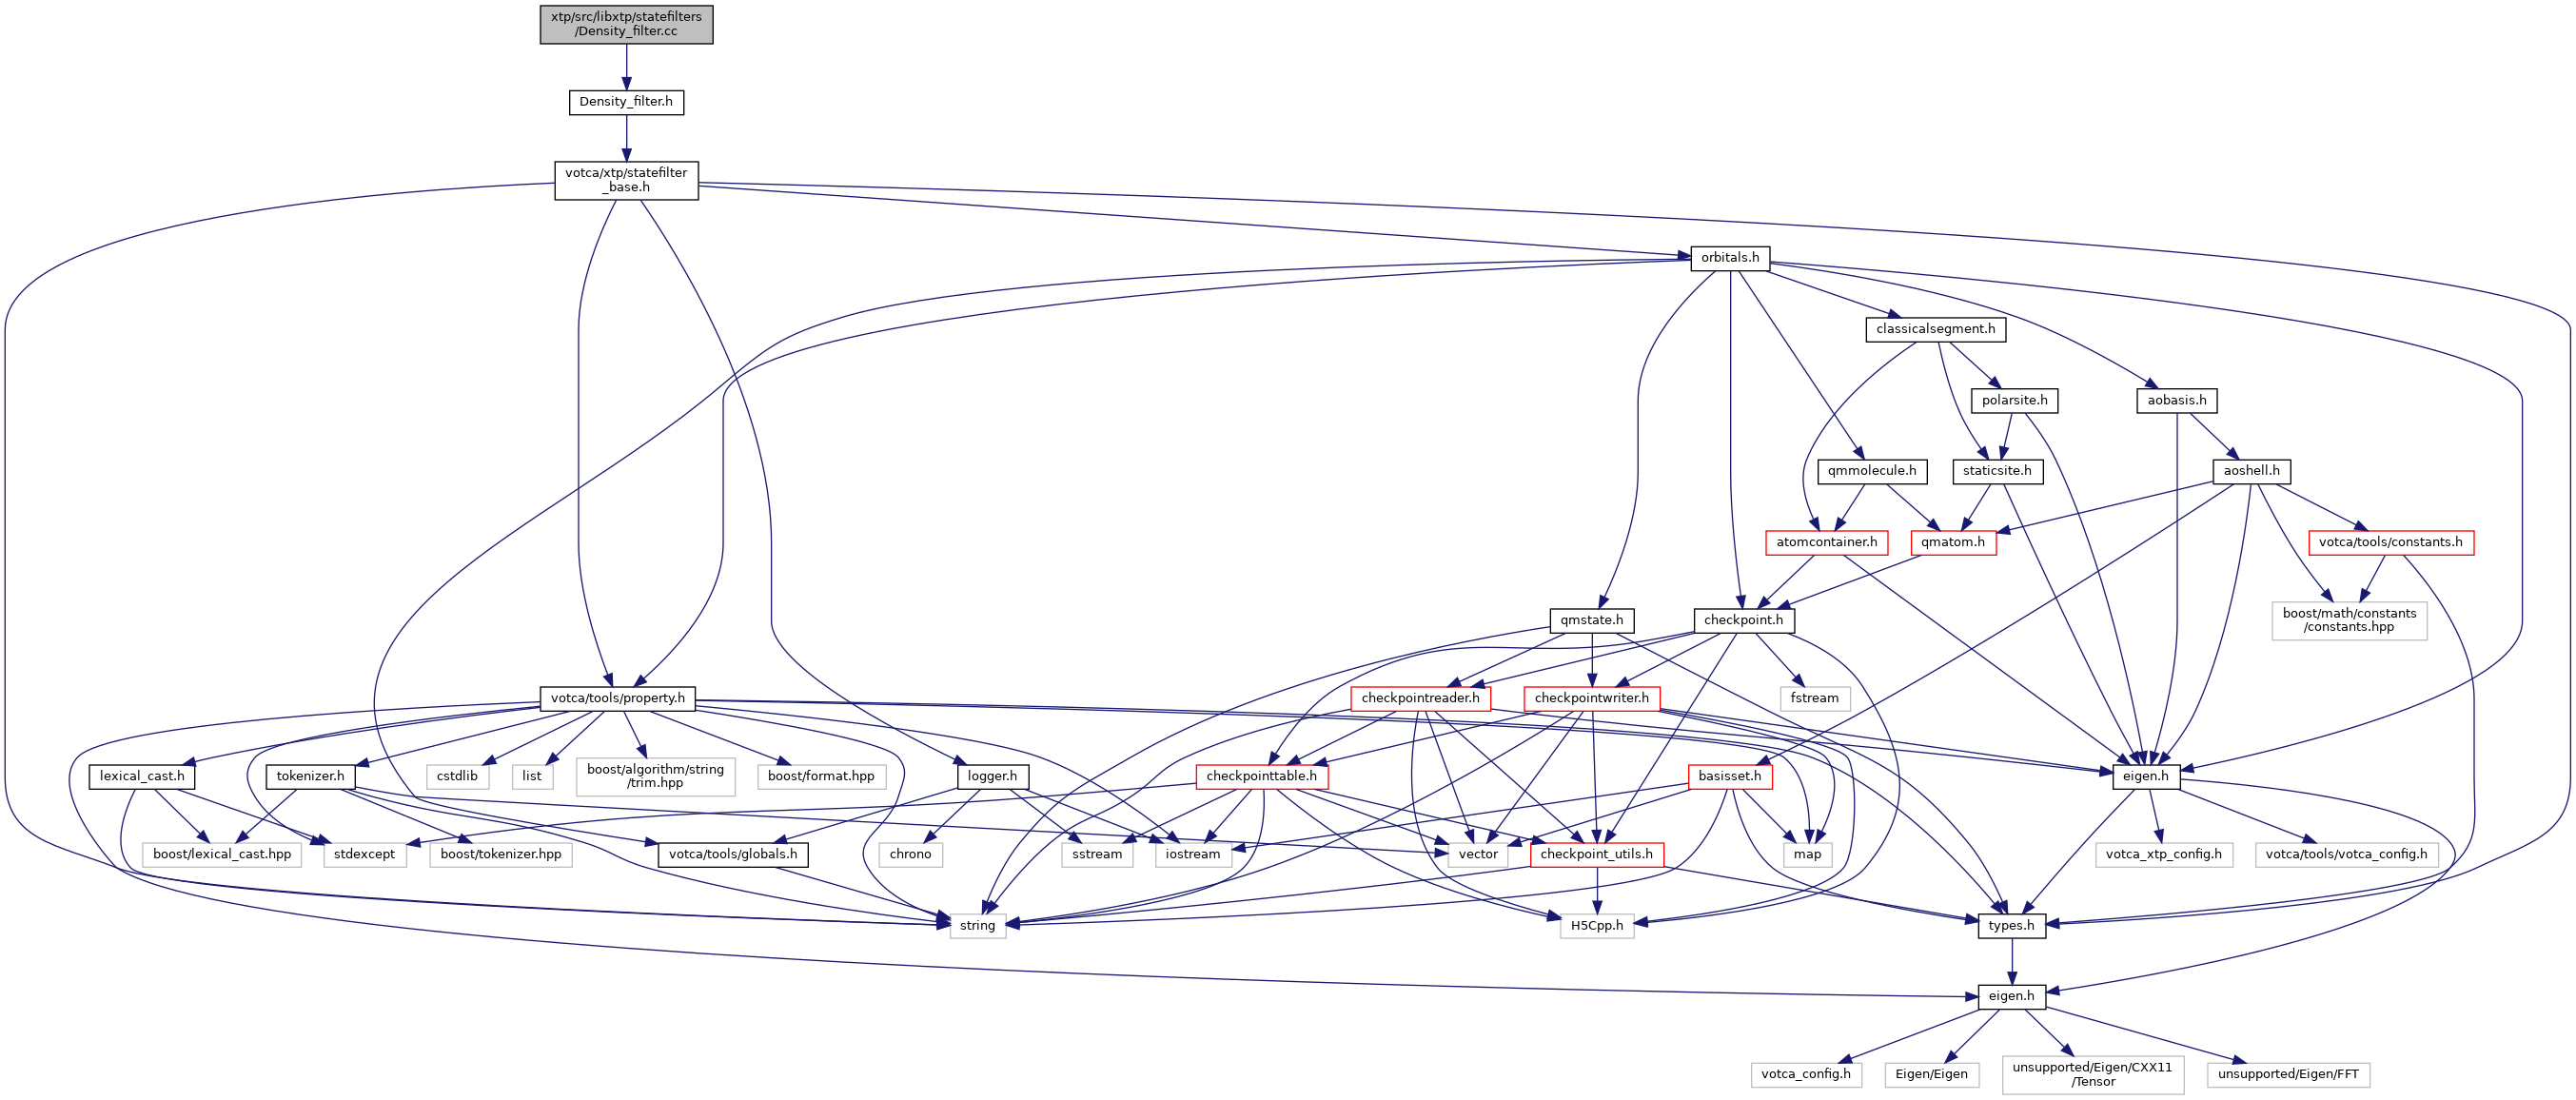 xtp/src/libxtp/statefilters
/Density_filter.cc
Density_filter.h
votca/xtp/statefilter
_base.h
orbitals.h
classicalsegment.h
polarsite.h
aobasis.h
qmmolecule.h
staticsite.h
aoshell.h
atomcontainer.h
qmatom.h
votca/tools/constants.h
qmstate.h
checkpoint.h
boost/math/constants
/constants.hpp
votca/tools/property.h
checkpointreader.h
checkpointwriter.h
fstream
lexical_cast.h
tokenizer.h
cstdlib
list
boost/algorithm/string
/trim.hpp
boost/format.hpp
logger.h
checkpointtable.h
basisset.h
eigen.h
boost/lexical_cast.hpp
stdexcept
boost/tokenizer.hpp
votca/tools/globals.h
chrono
sstream
iostream
vector
checkpoint_utils.h
map
votca_xtp_config.h
votca/tools/votca_config.h
string
H5Cpp.h
types.h
eigen.h
votca_config.h
Eigen/Eigen
unsupported/Eigen/CXX11
/Tensor
unsupported/Eigen/FFT